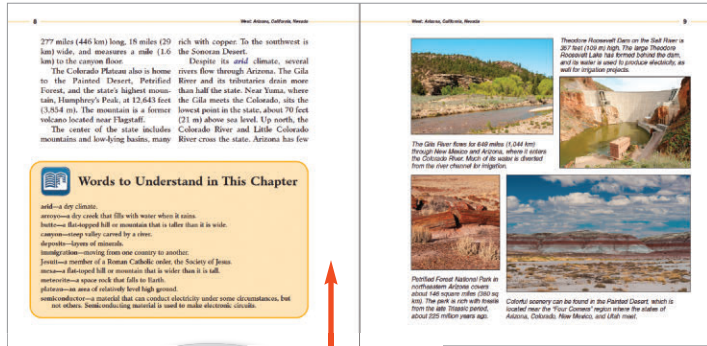 8
West: Arizona, California, Nevada
277 miles (446 km) long, 18 miles (29
km) wide, and measures a mile (1.6
km) to the canyon floor.
The Colorado Plateau also is home
to the Painted Desert, Petrified
Forest, and the state's highest moun-
tain, Humphrey's Peak, at 12,643 feet
(3,854 m). The mountain is a former
volcano located near Flagstaff.
The center of the state includes
mountains and low-lying basins, many
rich with copper. To the southwest is
the Sonoran Desert.
Despite its arid climate, several
rivers flow through Arizona. The Gila
River and its tributaries drain more
than half the state. Near Yuma, where
the Gila meets the Colorado, sits the
lowest point in the state, about 70 feet
(21 m) above sea level. Up north, the
Colorado River and Little Colorado
River cross the state. Arizona has few
Words to Understand in This Chapter
arid—a dry climate.
arroyo—a dry creek that fills with water when it rains.
butte—a flat-topped hill or mountain that is taller than it is wide.
canyon—steep valley carved by a river.
deposits—layers of minerals.
immigration—moving from one country to another.
Jesuit—a member of a Roman Catholic order, the Society of Jesus.
mesa—a flat-toped hill or mountain that is wider than it is tall.
meteorite—a space rock that falls to Earth.
plateau—an area of relatively level high ground.
semiconductor—a material that can conduct electricity under some circumstances, but
not others. Semiconducting material is used to make electronic circuits.
West: Arizona, California, Nevada
9
Theodore Roosevelt Dam on the Salt River is
357 feet (109 m) high. The large Theodore
Roosevelt Lake has formed behind the dam,
and its water is used to produce electricity, as
well for irrigation projects.
The Gila River flows for 649 miles (1,044 km)
through New Mexico and Arizona, where it enters
the Colorado River. Much of its water is diverted
from the river channel for irrigation.
Petrified Forest National Park in
northeastern Arizona covers
about 146 square miles (380 sq
km). The park is rich with fossils
from the late Triassic period,
about 225 million years ago.
Colorful scenery can be found in the Painted Desert, which is
located near the "Four Corners" region where the states of
Arizona, Colorado, New Mexico, and Utah meet.